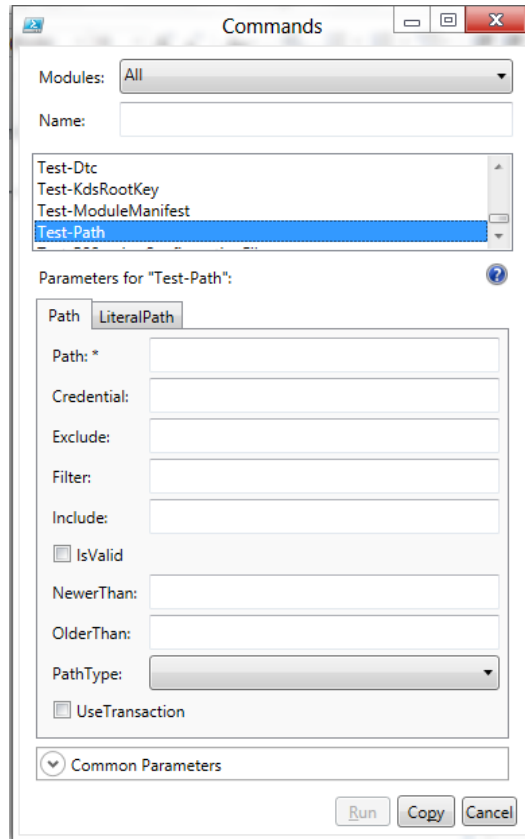 Commands
Modules: All
Name:
Test-Dtc
Test-KdsRootKey
Test-ModuleManifest
Test-Path
Parameters for "Test-Path":
Path LiteralPath
Path: *
Credential:
Exclude:
Filter:
Include:
IsValid
NewerThan:
OlderThan:
PathType:
UseTransaction
Common Parameters
Run Copy Cancel